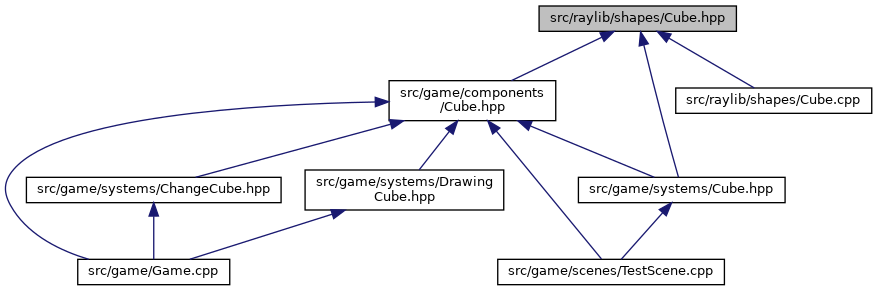 src/raylib/shapes/Cube.hpp
src/game/components
/Cube.hpp
src/raylib/shapes/Cube.cpp
src/game/systems/ChangeCube.hpp
src/game/systems/Drawing
Cube.hpp
src/game/systems/Cube.hpp
src/game/Game.cpp
src/game/scenes/TestScene.cpp